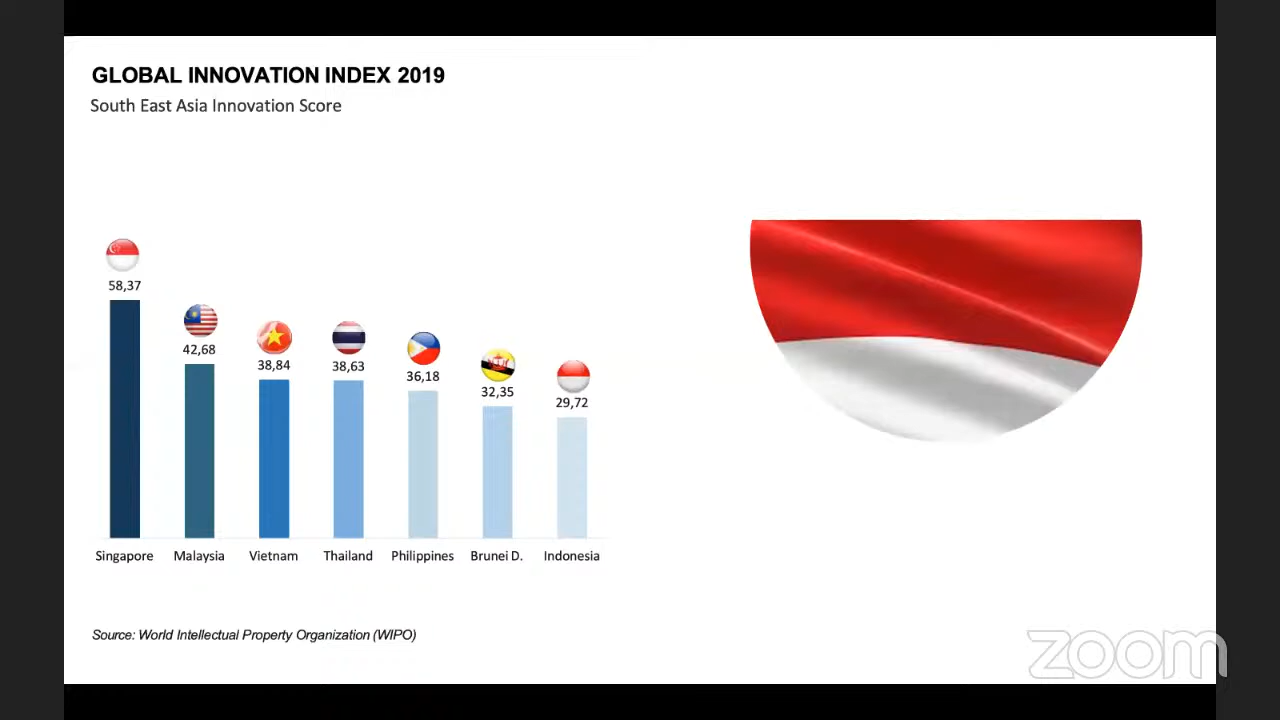 GLOBAL INNOVATION INDEX 2019
South East Asia Innovation Score
58,37
42,68
38,84
38,63
36,18
32,35
29,72
Singapore
Malaysia
Vietnam
Thailand
Philippines
Brunei D.
Indonesia
Source: World Intellectual Property Organization (WIPO)
zoom